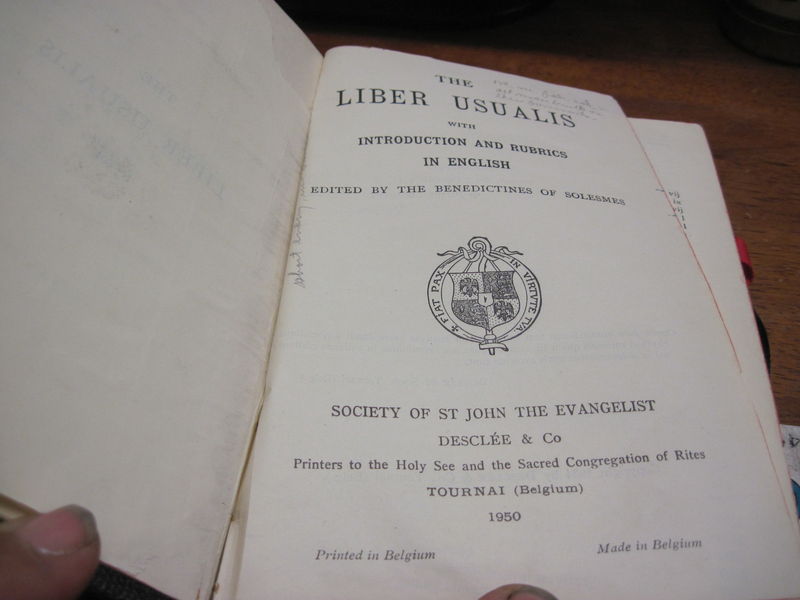 THE
LIBER USUALIS
WITH
INTRODUCTION AND RUBRICS
IN ENGLISH
EDITED BY THE BENEDICTINES OF SOLESMES
✠ FIAT PAX IN VIRTVTE TVA.
SOCIETY OF ST JOHN THE EVANGELIST
DESCLÉE & Co
Printers to the Holy See and the Sacred Congregation of Rites
TOURNAI (Belgium)
1950
Printed in Belgium
Made in Belgium